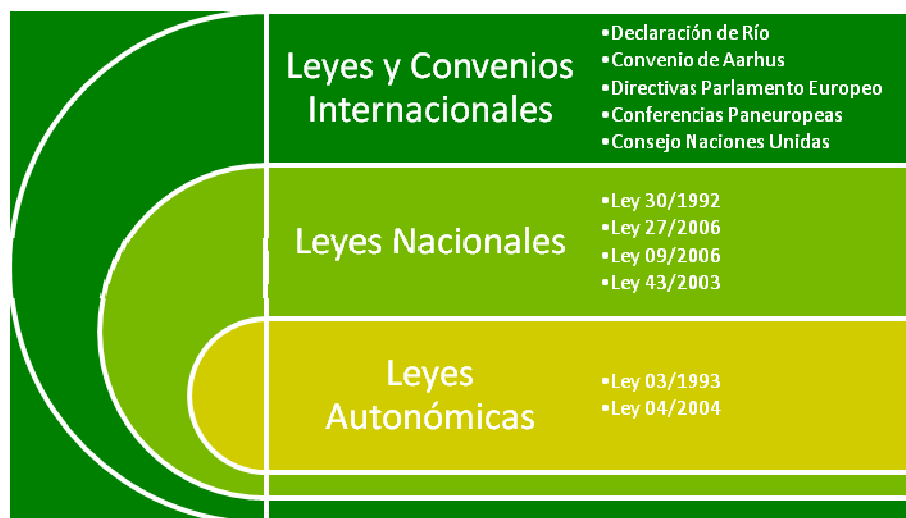 Leyes y Convenios
Internacionales
•Declaración de Río
•Convenio de Aarhus
•Directivas Parlamento Europeo
•Conferencias Paneuropeas
•Consejo Naciones Unidas
Leyes Nacionales
•Ley 30/1992
•Ley 27/2006
•Ley 09/2006
•Ley 43/2003
Leyes
Autonómicas
•Ley 03/1993
•Ley 04/2004